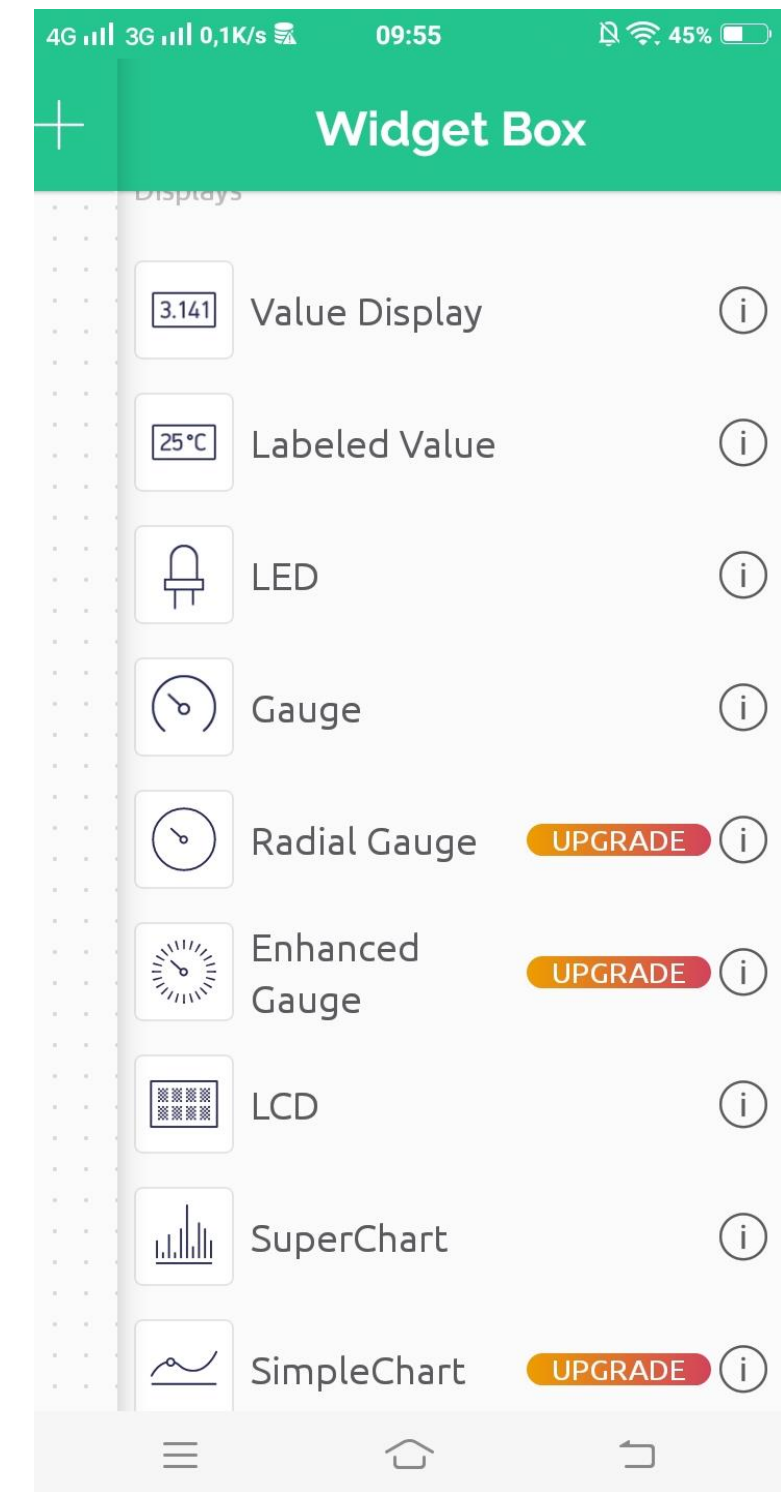 4G 3G 0,1K/s 09:55 45%
Widget Box
Displays
3.141 Value Display i
25°C Labeled Value i
LED i
Gauge i
Radial Gauge UPGRADE i
Enhanced
Gauge UPGRADE i
LCD i
SuperChart i
SimpleChart UPGRADE i